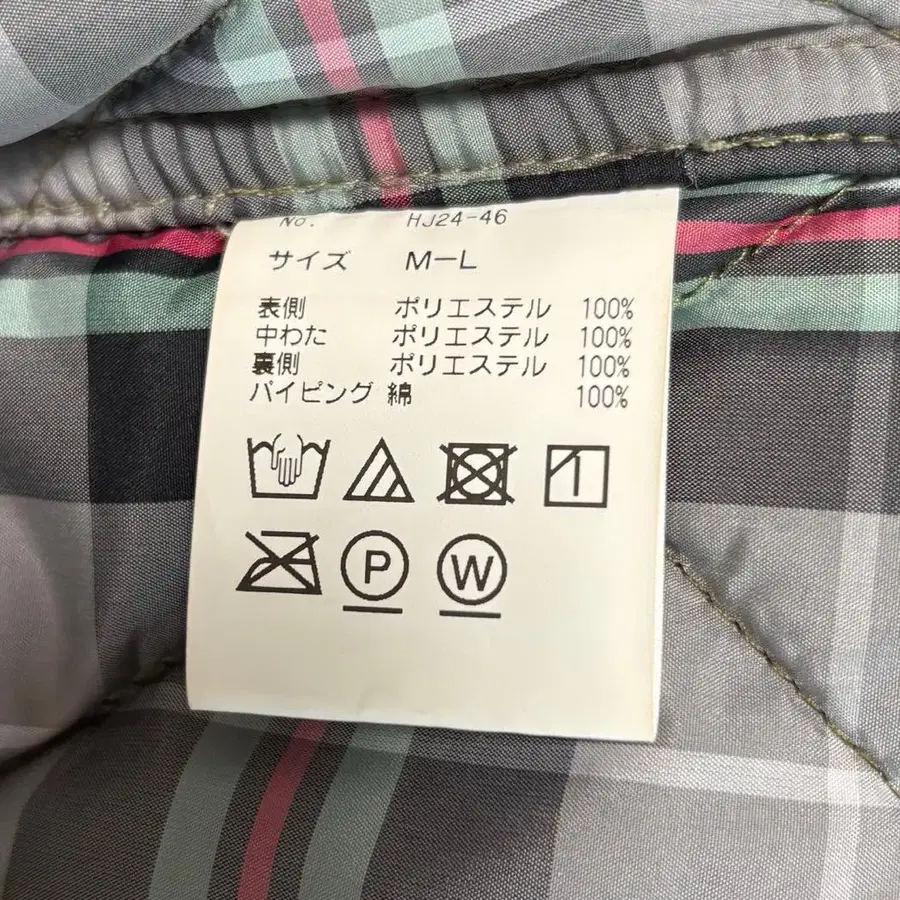 No. HJ24-46
サイズ M-L
表側 ポリエステル 100%
中わた ポリエステル 100%
裏側 ポリエステル 100%
パイピング 綿 100%
P W